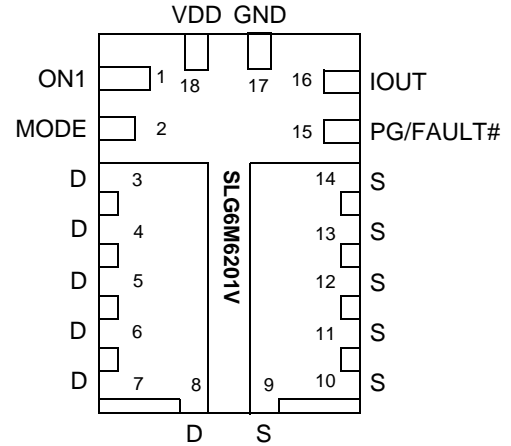 VDD GND
ON1 1 18 17 16 IOUT
MODE 2 15 PG/FAULT#
D 3 14 S
D 4 13 S
D 5 12 S
D 6 11 S
D 7 8 9 10 S
SLG6M6201V
D S